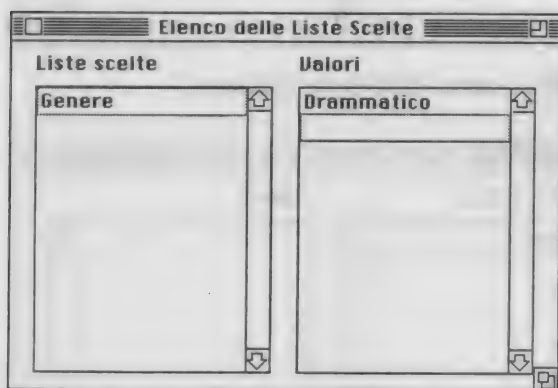 Elenco delle Liste Scelte
Liste scelte
Valori
Genere
Drammatico